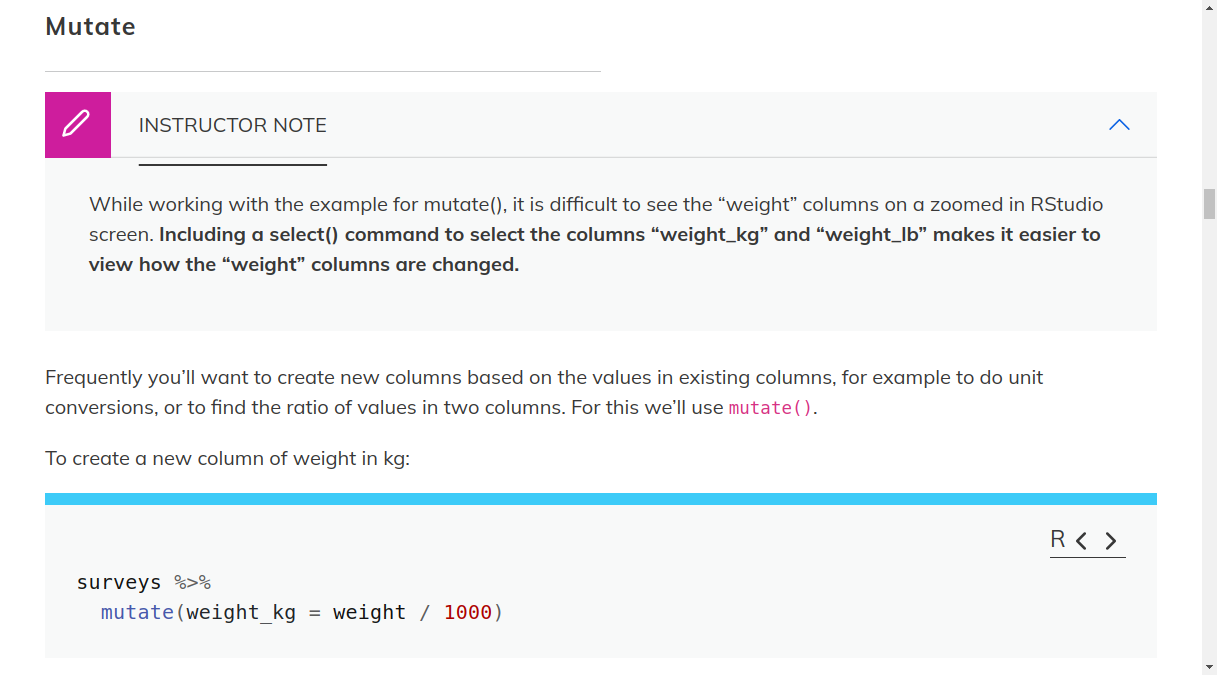 Mutate
INSTRUCTOR NOTE
While working with the example for mutate(), it is difficult to see the “weight” columns on a zoomed in RStudio
screen. Including a select() command to select the columns “weight_kg” and “weight_lb” makes it easier to
view how the “weight” columns are changed.
Frequently you’ll want to create new columns based on the values in existing columns, for example to do unit
conversions, or to find the ratio of values in two columns. For this we’ll use mutate().
To create a new column of weight in kg:
R < >
surveys %>%
  mutate(weight_kg = weight / 1000)